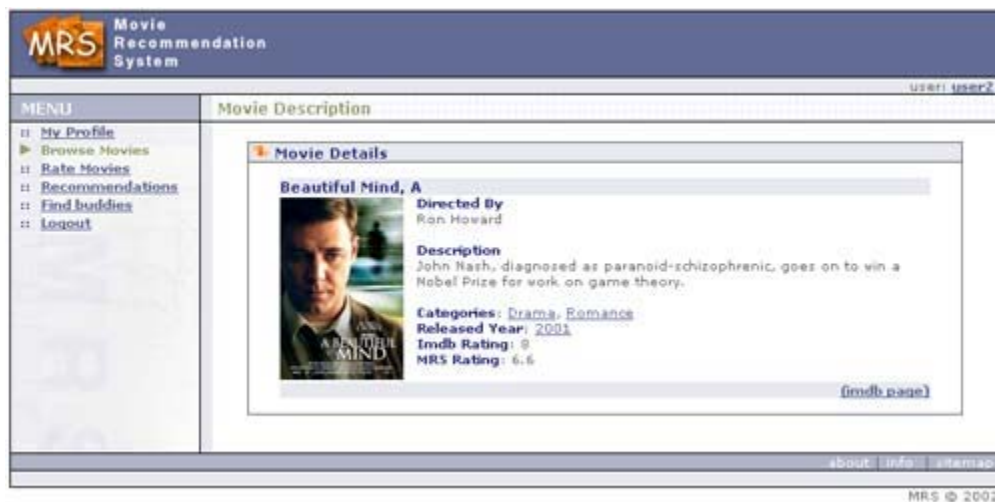 MRS
Movie
Recommendation
System
user: user2
MENU
Movie Description
My Profile
Browse Movies
Rate Movies
Recommendations
Find buddies
Logout
Movie Details
Beautiful Mind, A
Directed By
Ron Howard
Description
John Nash, diagnosed as paranoid-schizophrenic, goes on to win a
Nobel Prize for work on game theory.
Categories: Drama, Romance
Released Year: 2001
Imdb Rating: 8
MRS Rating: 6.6
A BEAUTIFUL
MIND
(imdb page)
MRS
about | info | sitemap
MRS © 2002